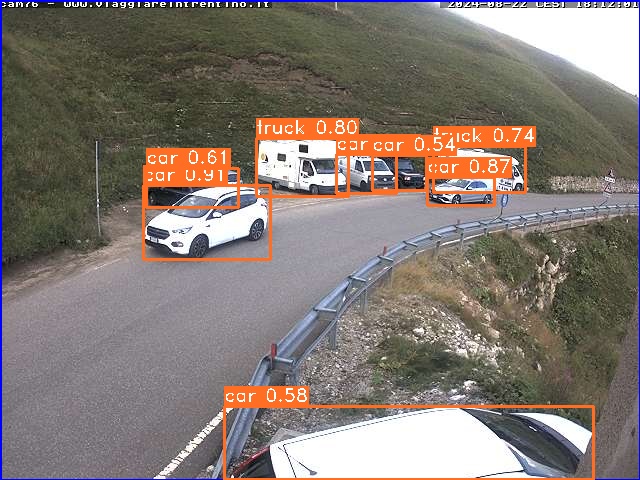 cam76 - www.viaggiareintrentino.it
2024-08-22 CEST 18:12:01
truck 0.80
truck 0.74
car
car 0.54
car 0.61
car 0.87
car 0.91
car 0.58